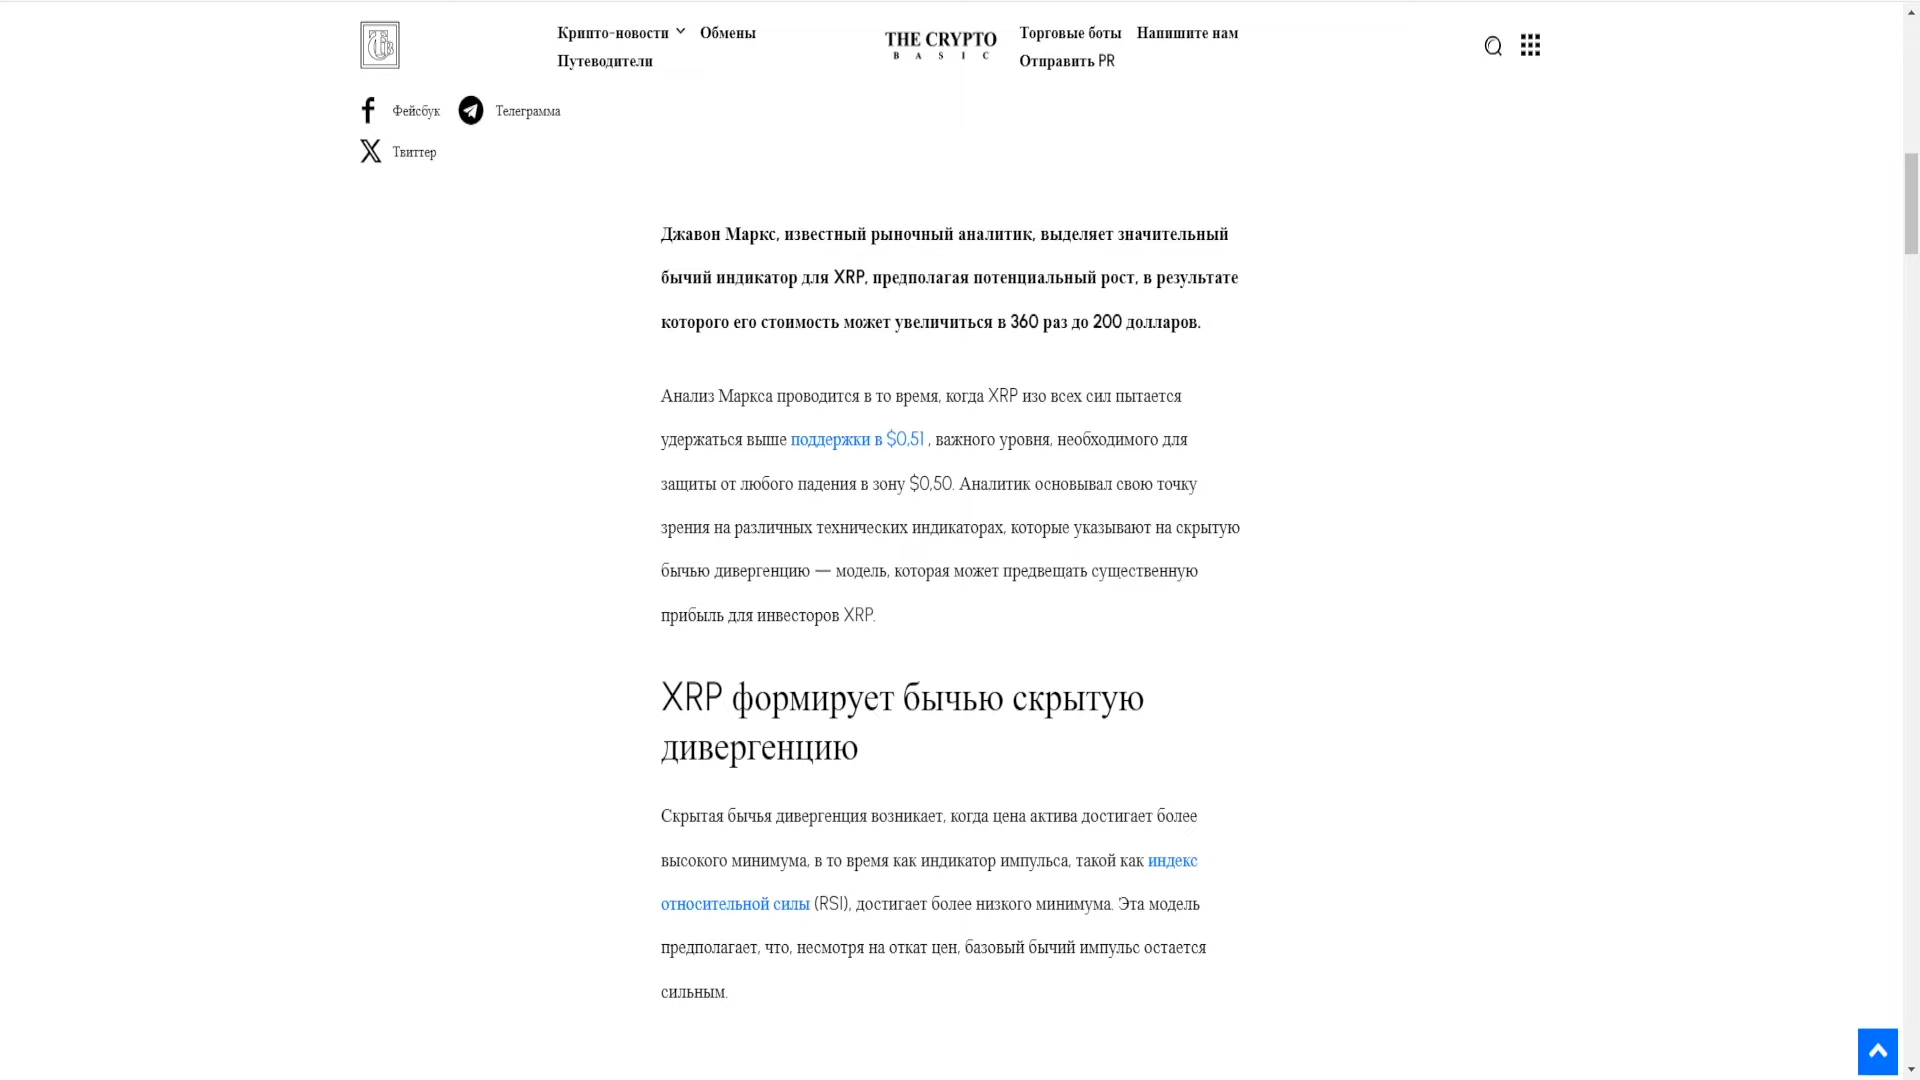 Крипто-новости
Обмены
Путеводители
THE CRYPTO
BASIC
Торговые боты
Напишите нам
Отправить PR
Фейсбук
Телеграмма
Твиттер
Джавон Маркс, известный рыночный аналитик, выделяет значительный
бычий индикатор для XRP, предполагая потенциальный рост, в результате
которого его стоимость может увеличиться в 360 раз до 200 долларов.
Анализ Маркса проводится в то время, когда XRP изо всех сил пытается
удержаться выше поддержки в $0,51 , важного уровня, необходимого для
защиты от любого падения в зону $0,50. Аналитик основывал свою точку
зрения на различных технических индикаторах, которые указывают на скрытую
бычью дивергенцию — модель, которая может предвещать существенную
прибыль для инвесторов XRP.
XRP формирует бычью скрытую
дивергенцию
Скрытая бычья дивергенция возникает, когда цена актива достигает более
высокого минимума, в то время как индикатор импульса, такой как индекс
относительной силы (RSI), достигает более низкого минимума. Эта модель
предполагает, что, несмотря на откат цен, базовый бычий импульс остается
сильным.